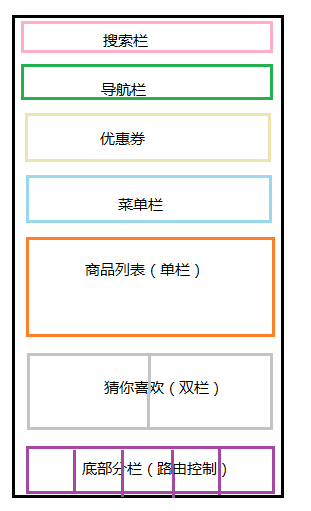 搜索栏
导航栏
优惠券
菜单栏
商品列表（单栏）
猜你喜欢（双栏）
底部分栏（路由控制）